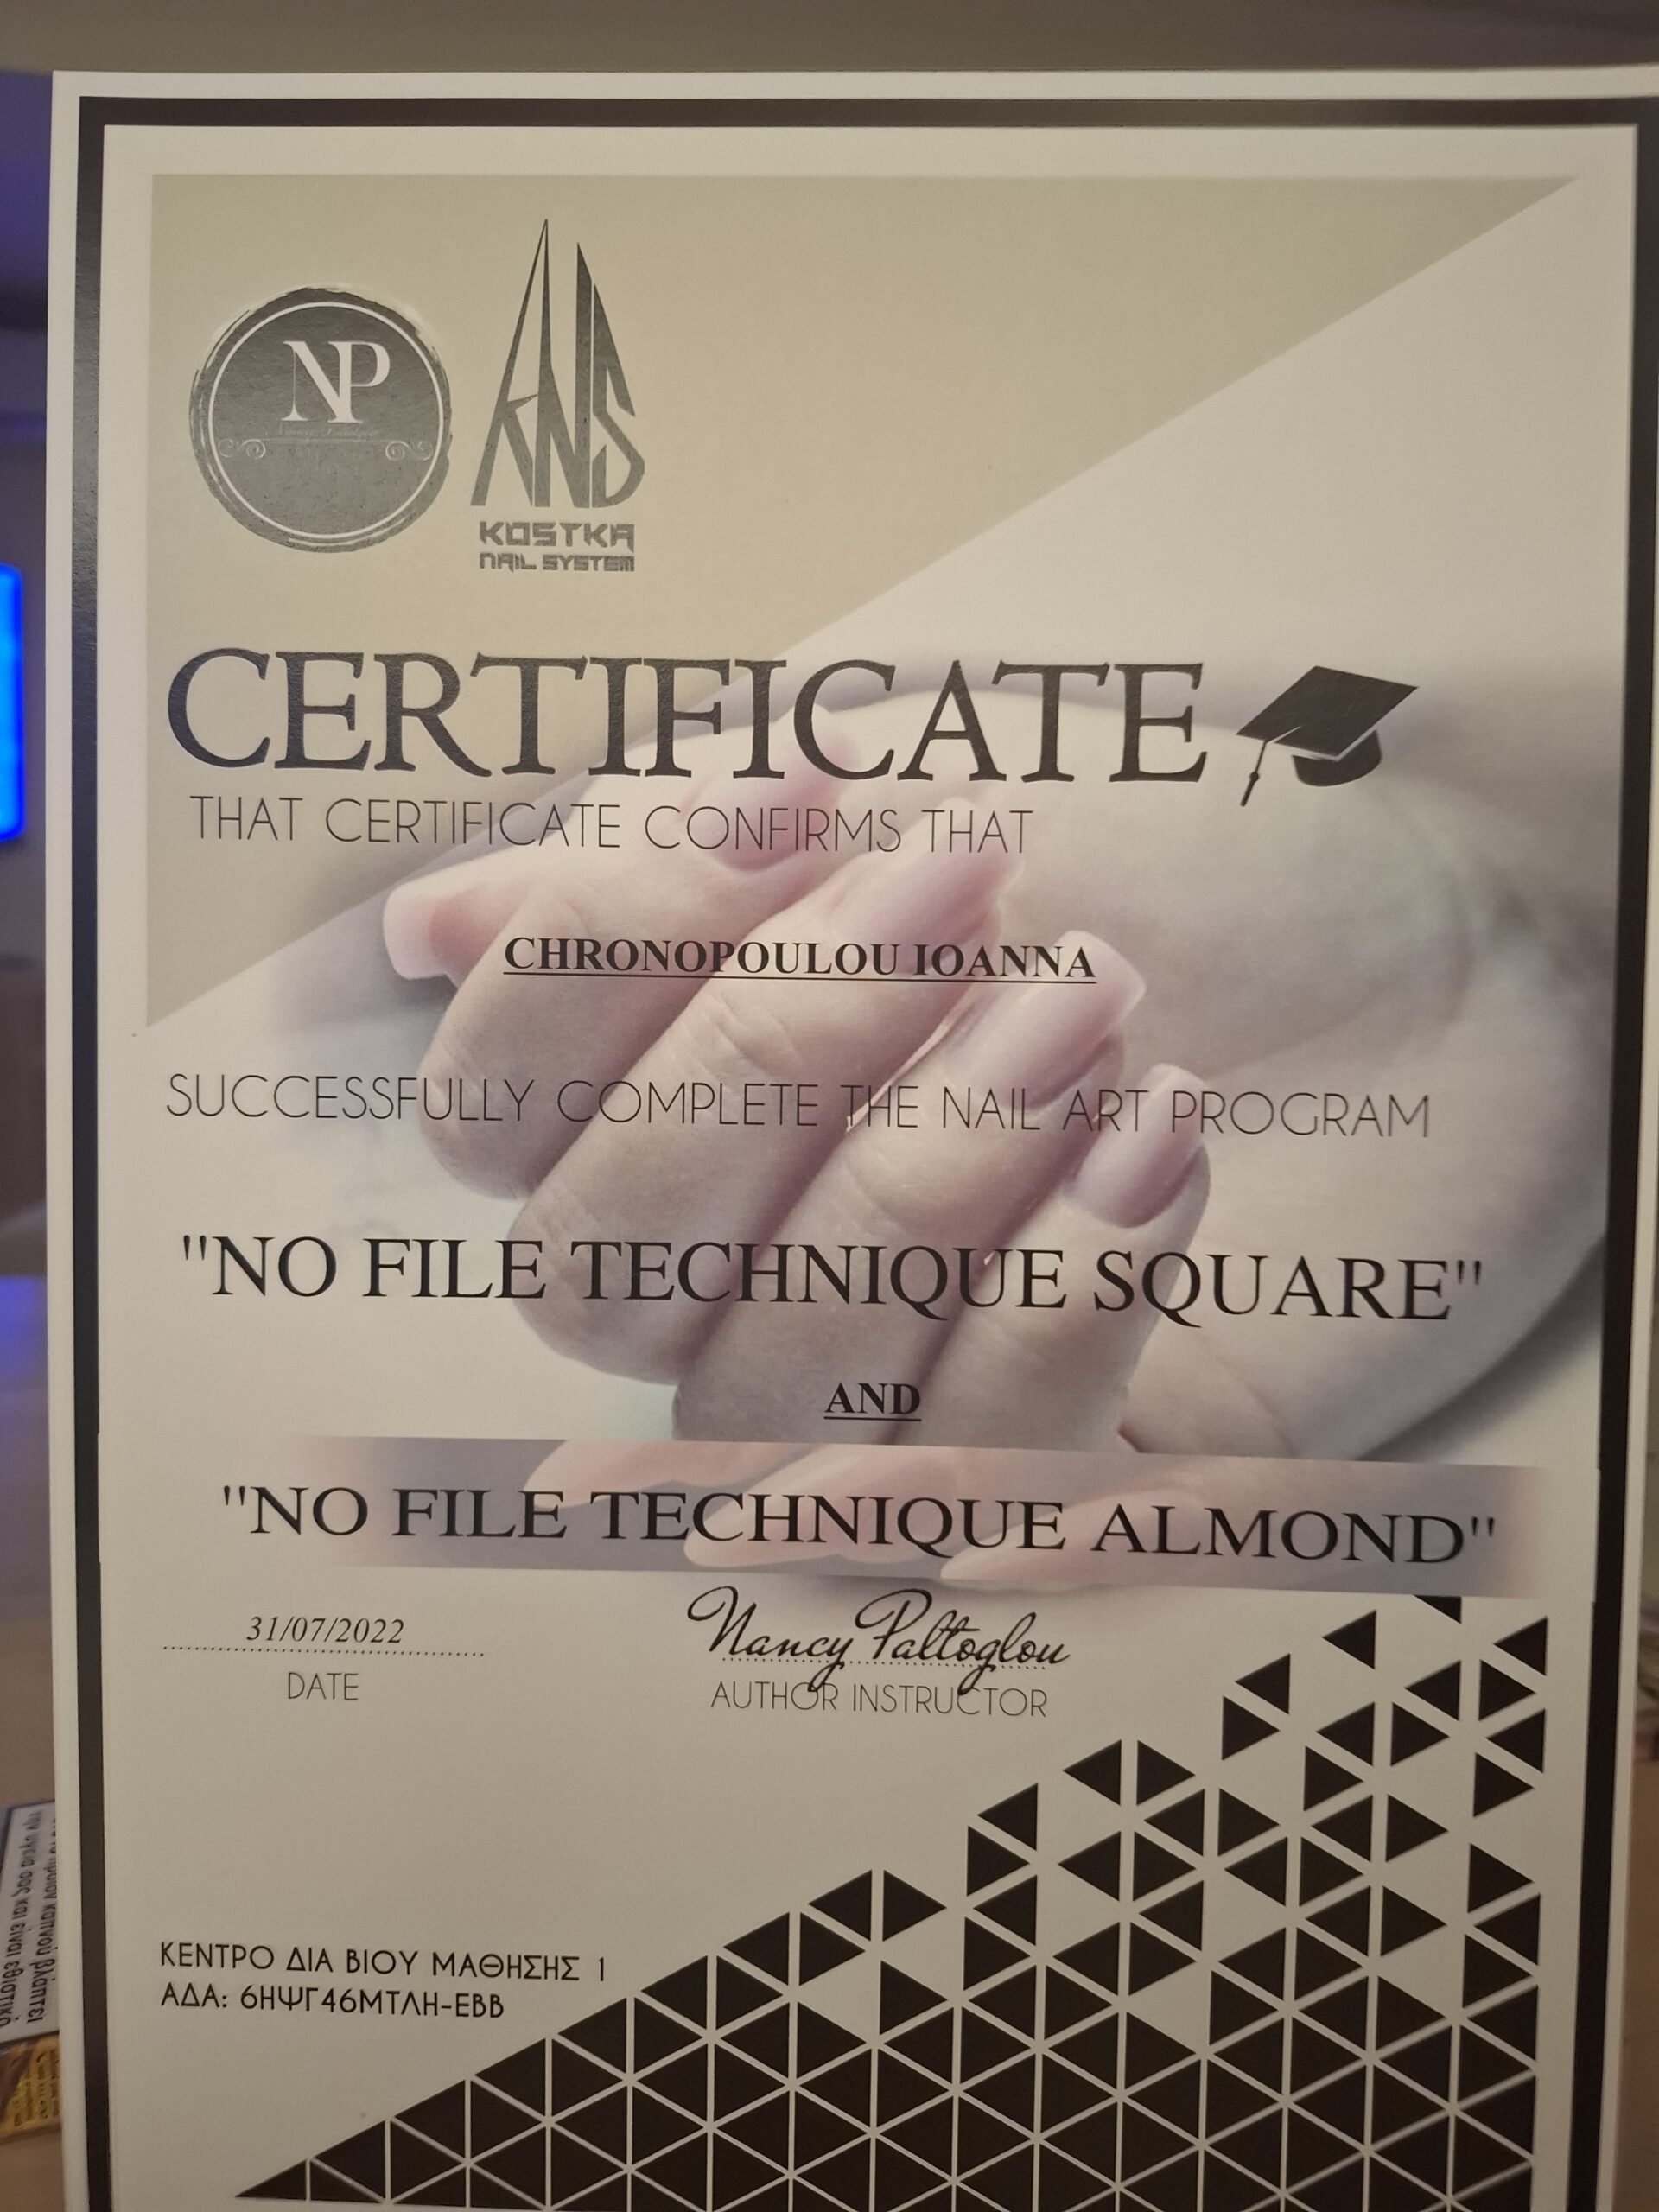 NP
KNS
KOSTKA
NAIL SYSTEM
CERTIFICATE
THAT CERTIFICATE CONFIRMS THAT
CHRONOPOULOU IOANNA
SUCCESSFULLY COMPLETE THE NAIL ART PROGRAM
"NO FILE TECHNIQUE SQUARE"
AND
"NO FILE TECHNIQUE ALMOND"
31/07/2022
DATE
Nancy Paltoglou
AUTHOR INSTRUCTOR
ΚΕΝΤΡΟ ΔΙΑ ΒΙΟΥ ΜΑΘΗΣΗΣ 1
ΑΔΑ: 6ΗΨΓ46ΜΤΛΗ-ΕΒΒ